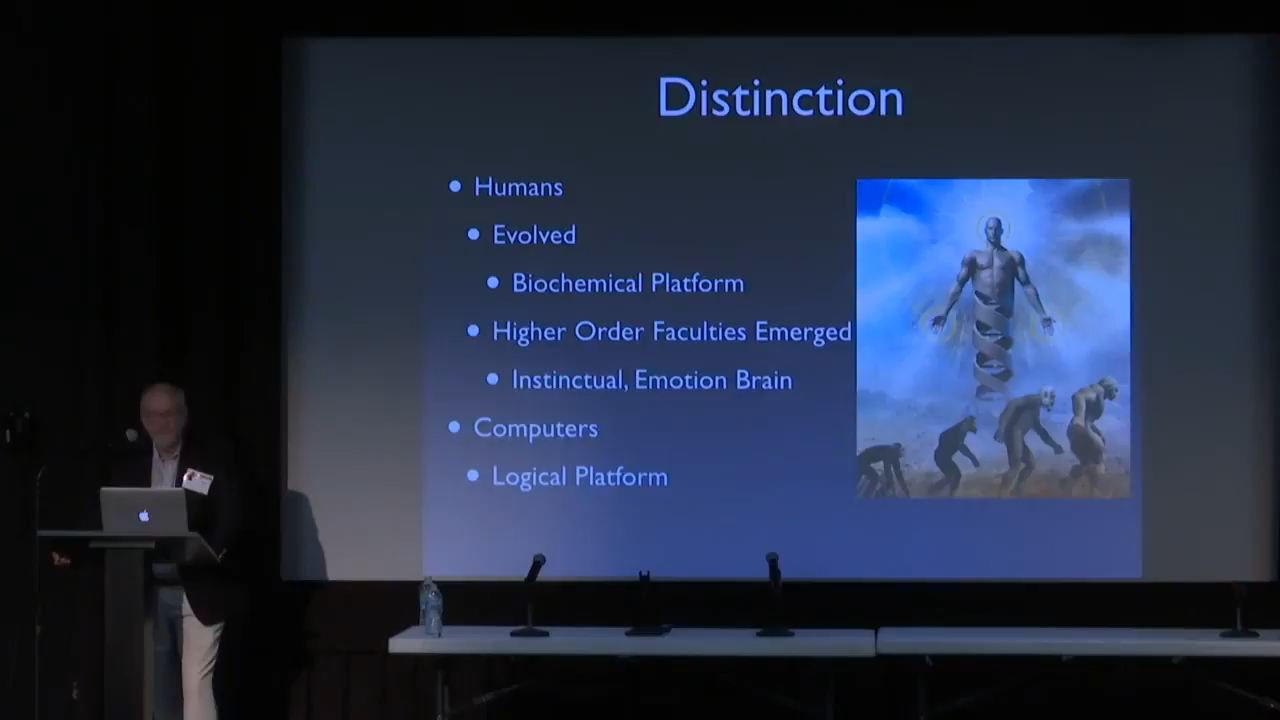 Distinction
Humans
Evolved
Biochemical Platform
Higher Order Faculties Emerged
Instinctual, Emotion Brain
Computers
Logical Platform